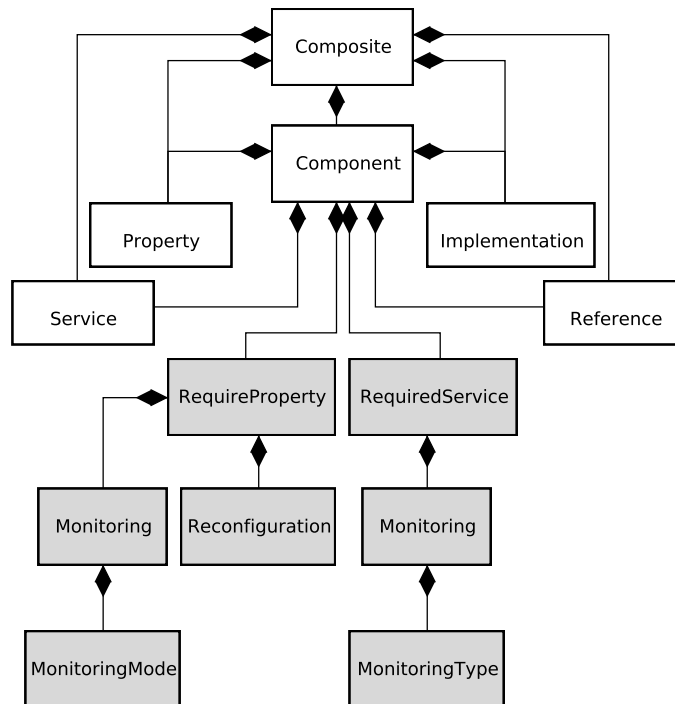 Composite
Component
Property
Implementation
Service
Reference
RequireProperty
RequiredService
Monitoring
Reconfiguration
Monitoring
MonitoringMode
MonitoringType